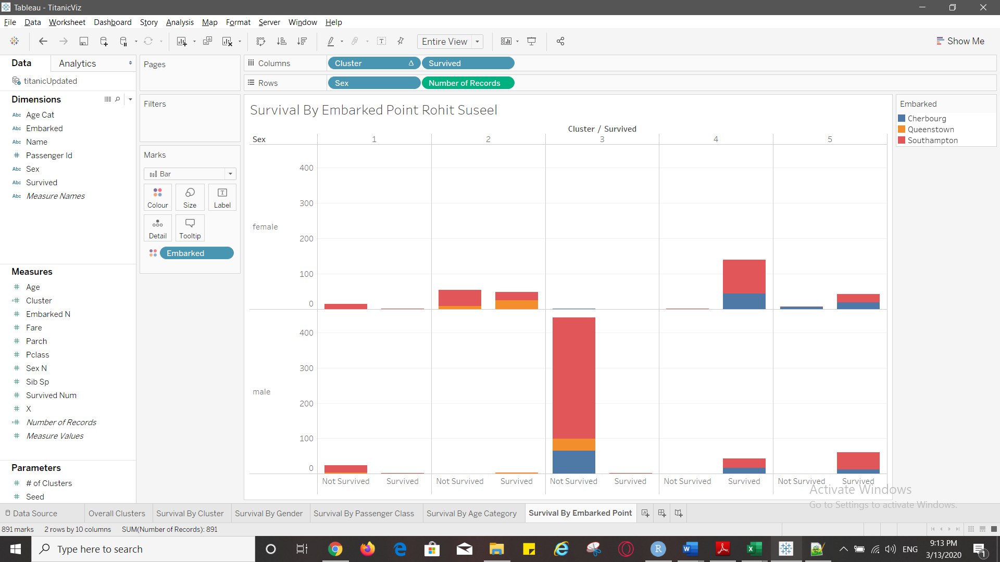 Tableau - TitanicViz
File Data Worksheet Dashboard Story Analysis Map Format Server Window Help
Entire View
Show Me
Data Analytics
titanicUpdated
Dimensions
Abc Age Cat
Abc Embarked
Abc Name
# Passenger Id
Abc Sex
Abc Survived
Abc Measure Names
Measures
# Age
=# Cluster
# Embarked N
# Fare
# Parch
# Pclass
# Sex N
# Sib Sp
# Survived Num
# X
=# Number of Records
# Measure Values
Parameters
# # of Clusters
# Seed
Pages
Filters
Marks
Bar
Colour Size Label
Detail Tooltip
Embarked
Columns Cluster Δ Survived
Rows Sex Number of Records
Survival By Embarked Point Rohit Suseel
Cluster / Survived
Sex 1 2 3 4 5
female
400
300
200
100
0
male
400
300
200
100
0
Not Survived Survived Not Survived Survived Not Survived Survived Not Survived Survived Not Survived Survived
Embarked
Cherbourg
Queenstown
Southampton
Activate Windows
Go to Settings to activate Windows.
Data Source Overall Clusters Survival By Cluster Survival By Gender Survival By Passenger Class Survival By Age Category Survival By Embarked Point
891 marks 2 rows by 10 columns SUM(Number of Records): 891
Type here to search
ENG
9:13 PM
3/13/2020
1